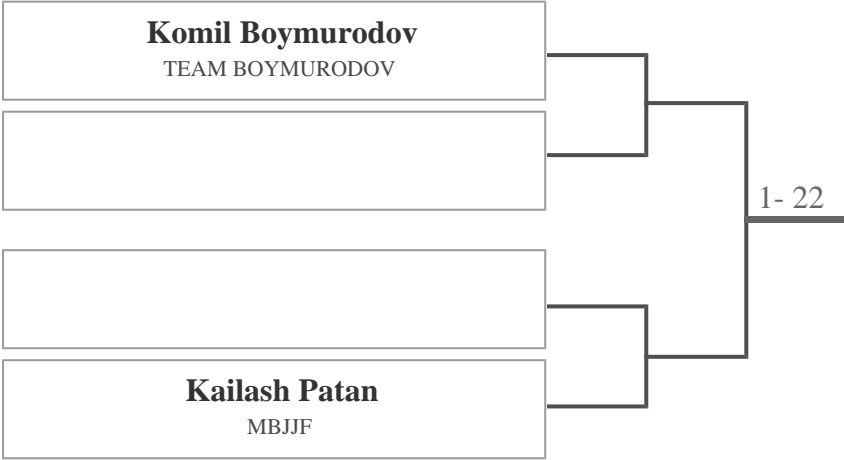 Komil Boymurodov
TEAM BOYMURODOV
1- 22
Kailash Patan
MBJJF